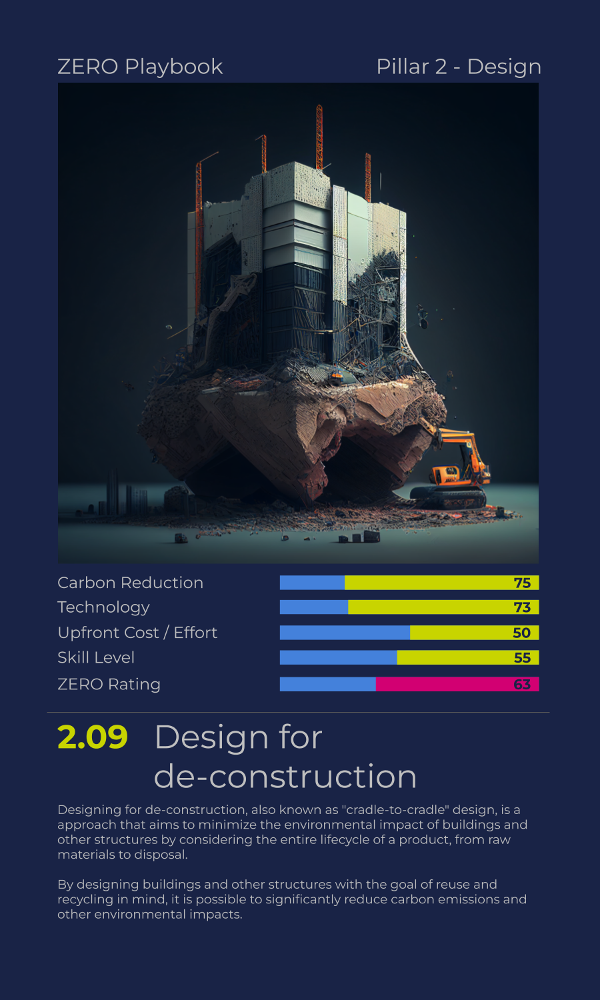 ZERO Playbook
Pillar 2 - Design
Carbon Reduction 75
Technology 73
Upfront Cost / Effort 50
Skill Level 55
ZERO Rating 63
2.09 Design for
de-construction
Designing for de-construction, also known as "cradle-to-cradle" design, is a
approach that aims to minimize the environmental impact of buildings and
other structures by considering the entire lifecycle of a product, from raw
materials to disposal.
By designing buildings and other structures with the goal of reuse and
recycling in mind, it is possible to significantly reduce carbon emissions and
other environmental impacts.